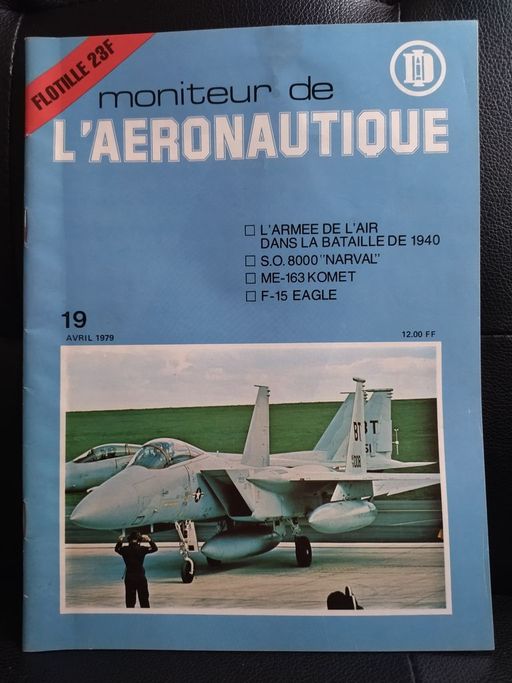 FLOTILLE 23F
moniteur de
L'AERONAUTIQUE
L'ARMEE DE L'AIR
DANS LA BATAILLE DE 1940
S.O. 8000 "NARVAL"
ME-163 KOMET
F-15 EAGLE
19
AVRIL 1979
12.00 FF
BT
BT